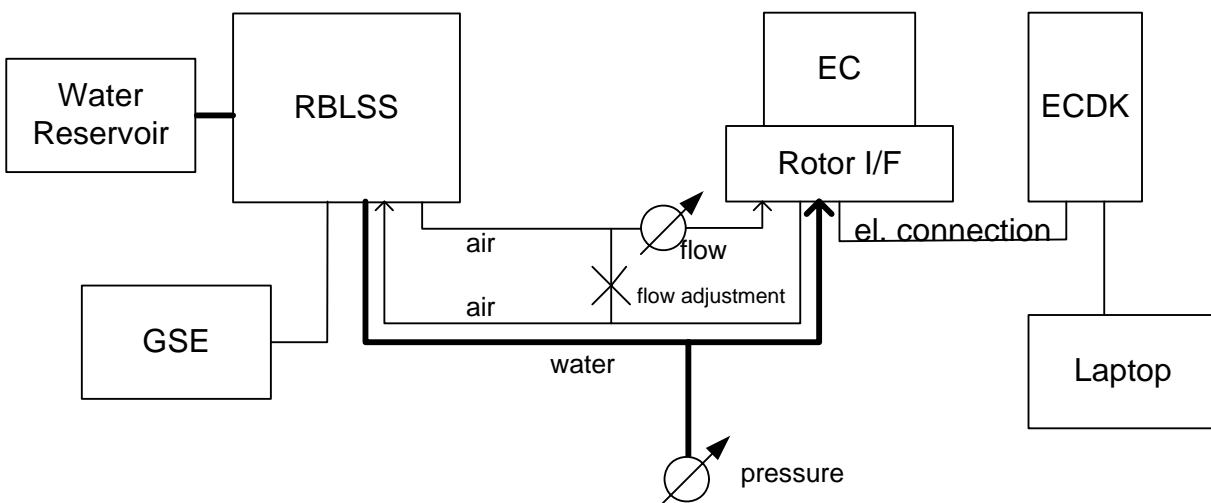 Water
Reservoir
RBLSS
EC
Rotor I/F
ECDK
air
flow
el. connection
flow adjustment
air
GSE
water
Laptop
pressure